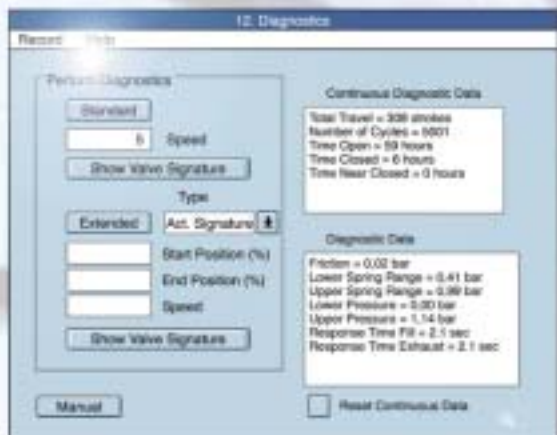 12. Diagnostics
Record Help
Perform Diagnostics
Standard
5 Speed
Show Valve Signature
Type
Extended Act. Signature
Start Position (%)
End Position (%)
Speed
Show Valve Signature
Manual
Continuous Diagnostic Data
Total Travel = 308 strokes
Number of Cycles = 5001
Time Open = 59 hours
Time Closed = 6 hours
Time Near Closed = 0 hours
Diagnostic Data
Friction = 0,02 bar
Lower Spring Range = 0,41 bar
Upper Spring Range = 0,99 bar
Lower Pressure = 0,00 bar
Upper Pressure = 1,14 bar
Response Time Fill = 2.1 sec
Response Time Exhaust = 2.1 sec
Reset Continuous Data